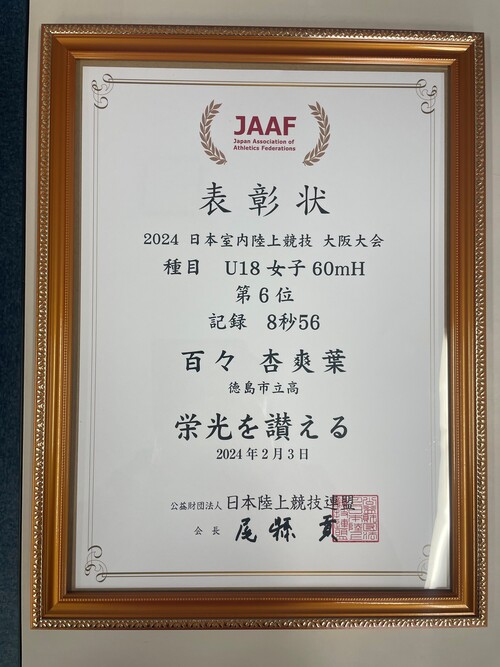 JAAF
Japan Association of
Athletics Federations
表彰状
2024 日本室内陸上競技 大阪大会
種目 U18 女子 60mH
第6位
記録 8秒56
百々 杏爽葉
徳島市立高
栄光を讃える
2024年2月3日
公益財団法人 日本陸上競技連盟
会長 尾縣 貢